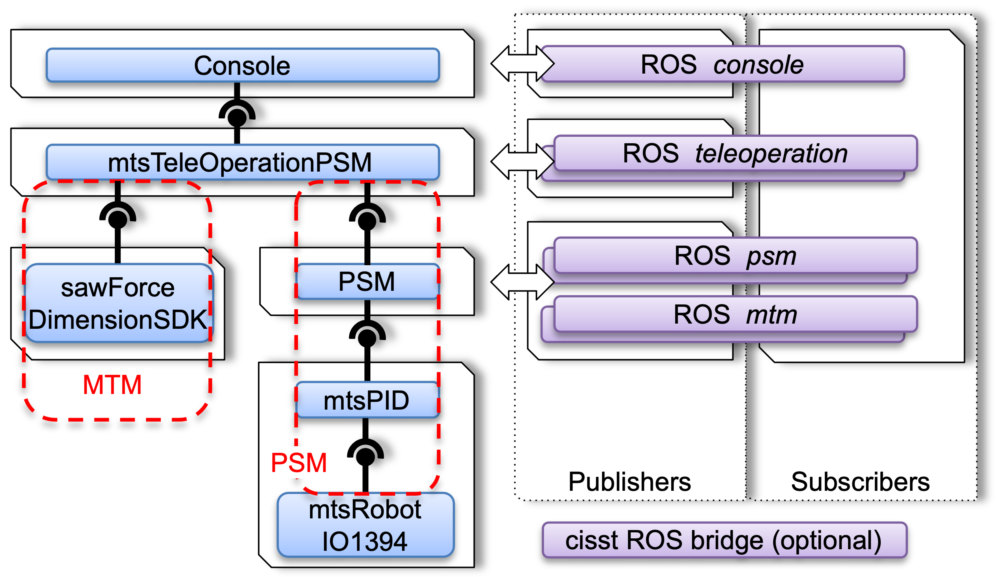 Console
mtsTeleOperationPSM
sawForce
DimensionSDK
MTM
PSM
mtsPID
PSM
mtsRobot
IO1394
ROS console
ROS teleoperation
ROS psm
ROS mtm
Publishers
Subscribers
cisst ROS bridge (optional)